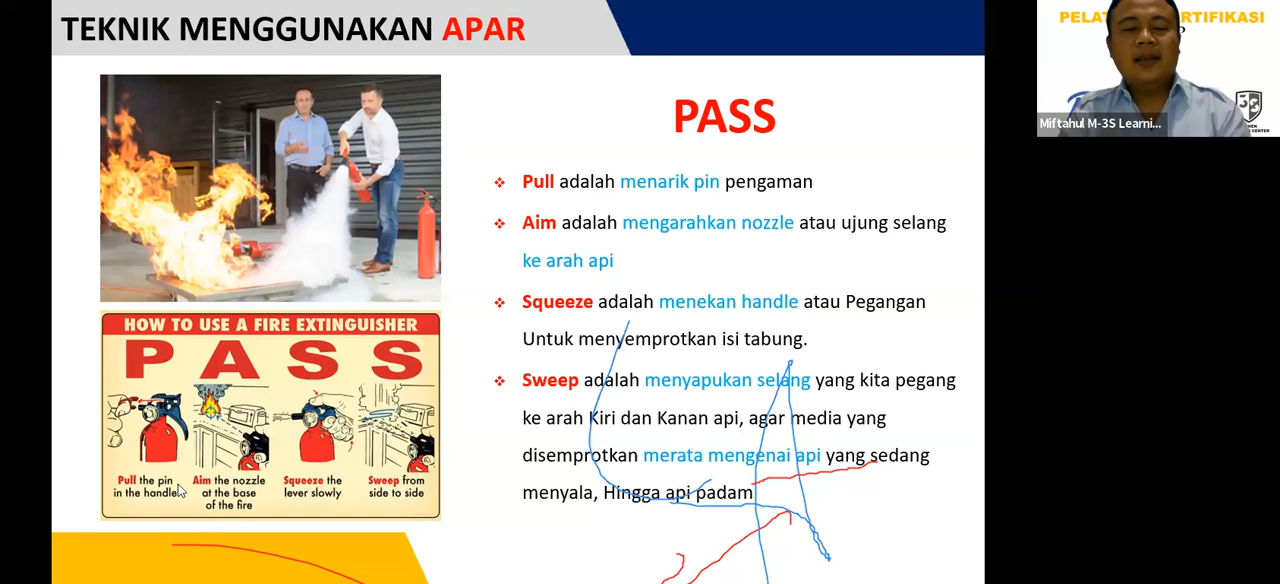 TEKNIK MENGGUNAKAN APAR
PASS
Pull adalah menarik pin pengaman
Aim adalah mengarahkan nozzle atau ujung selang
ke arah api
Squeeze adalah menekan handle atau Pegangan
Untuk menyemprotkan isi tabung.
Sweep adalah menyapukan selang yang kita pegang
ke arah Kiri dan Kanan api, agar media yang
disemprotkan merata mengenai api yang sedang
menyala, Hingga api padam
HOW TO USE A FIRE EXTINGUISHER
P A S S
Pull the pin
in the handle
Aim the nozzle
at the base
of the fire
Squeeze the
lever slowly
Sweep from
side to side
Miftahul M-3S Learni...